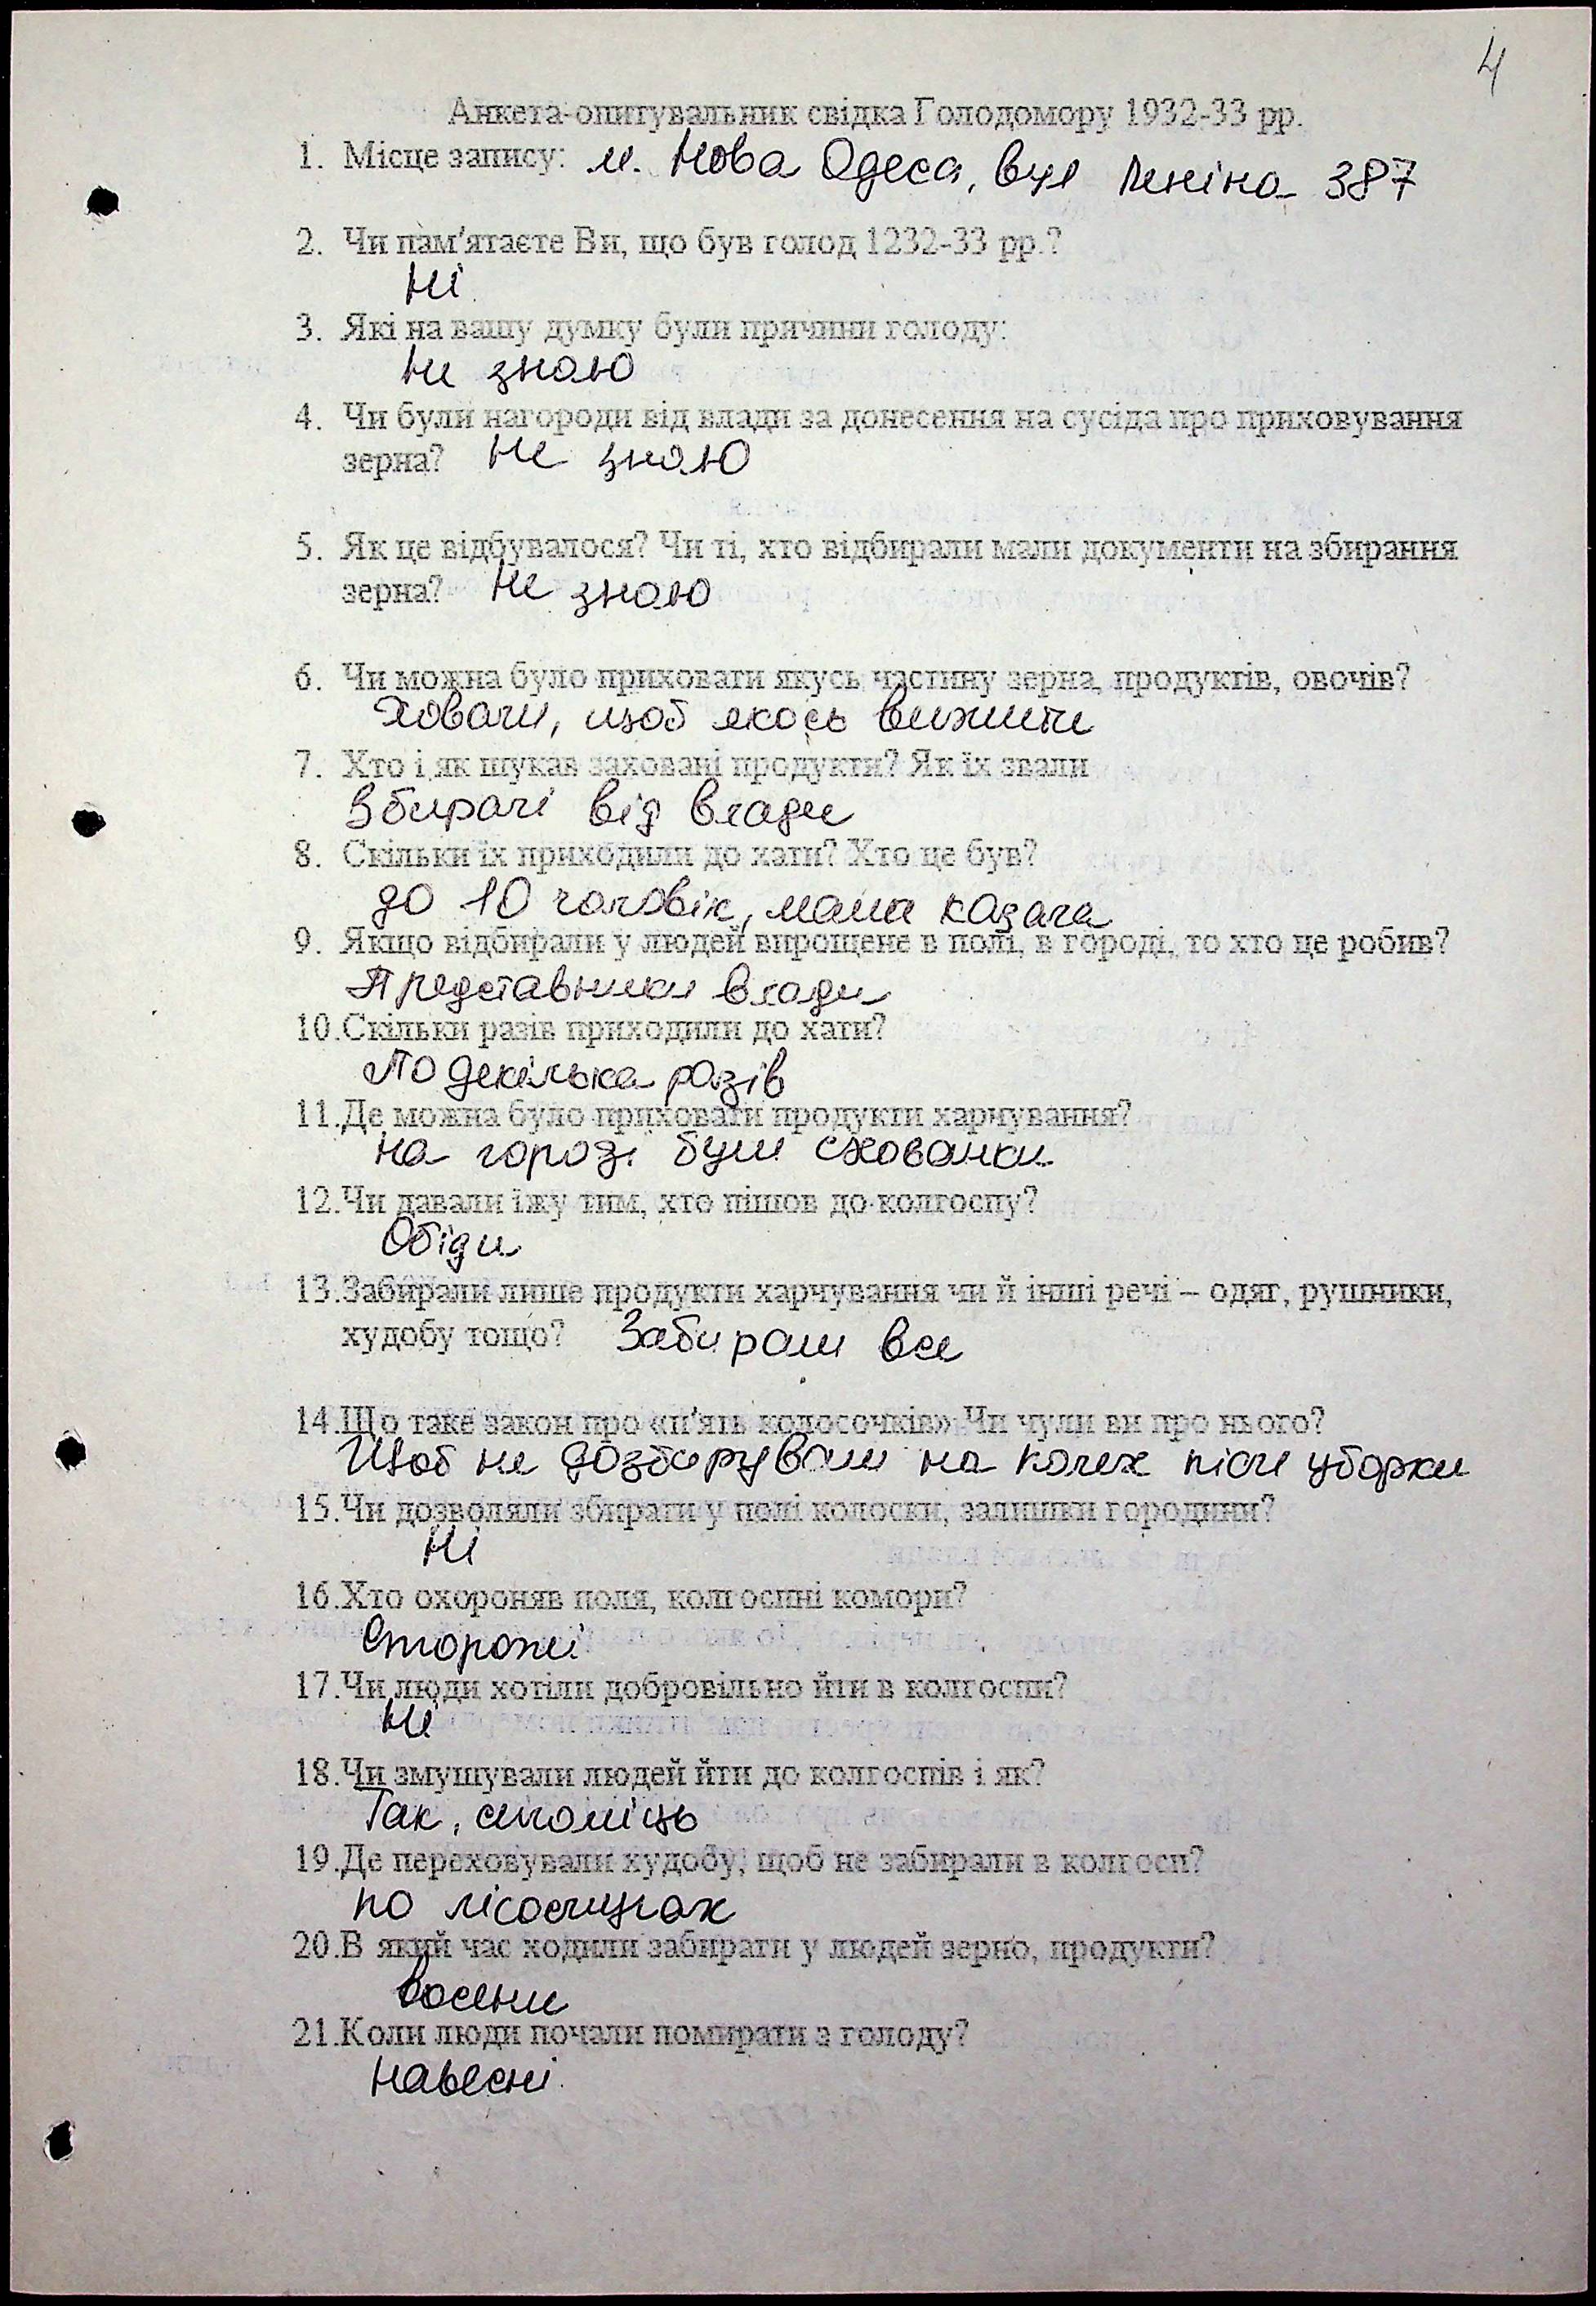 4
Анкета-опитувальник свідка Голодомору 1932-33 рр.
1. Місце запису: м. Нова Одеса, вул Леніна 387
2. Чи пам'ятаєте Ви, що був голод 1232-33 рр.?
Ні
3. Які на вашу думку були причини голоду:
Не знаю
4. Чи були нагороди від влади за донесення на сусіда про приховування
зерна? Не знаю
5. Як це відбувалося? Чи ті, хто відбирали мали документи на збирання
зерна? Не знаю
6. Чи можна було приховати якусь частину зерна, продуктів, овочів?
Ховали, щоб якось вижити
7. Хто і як шукав заховані продукти? Як їх звали
Збирачі від влади
8. Скільки їх приходили до хати? Хто це був?
до 10 чоловік, мама казала
9. Якщо відбирали у людей вирощене в полі, в городі, то хто це робив?
Представники влади
10.Скільки разів приходили до хати?
По декілька разів
11.Де можна було приховати продукти харчування?
на городі були схованки
12.Чи давали їжу тим, хто пішов до колгоспу?
Обіди
13.Забирали лише продукти харчування чи й інші речі – одяг, рушники,
худобу тощо? Забирали все
14.Що таке закон про «п'ять колосочків» Чи чули ви про нього?
Щоб не дозбирували на полях після уборки
15.Чи дозволяли збирати у полі колоски, залишки городини?
Ні
16.Хто охороняв поля, колгоспні комори?
Сторожі
17.Чи люди хотіли добровільно йти в колгоспи?
Ні
18.Чи змушували людей йти до колгоспів і як?
Так, силоміць
19.Де переховували худобу, щоб не забирали в колгосп?
по лісосмугах
20.В який час ходили забирати у людей зерно, продукти?
восени
21.Коли люди почали помирати з голоду?
навесні.